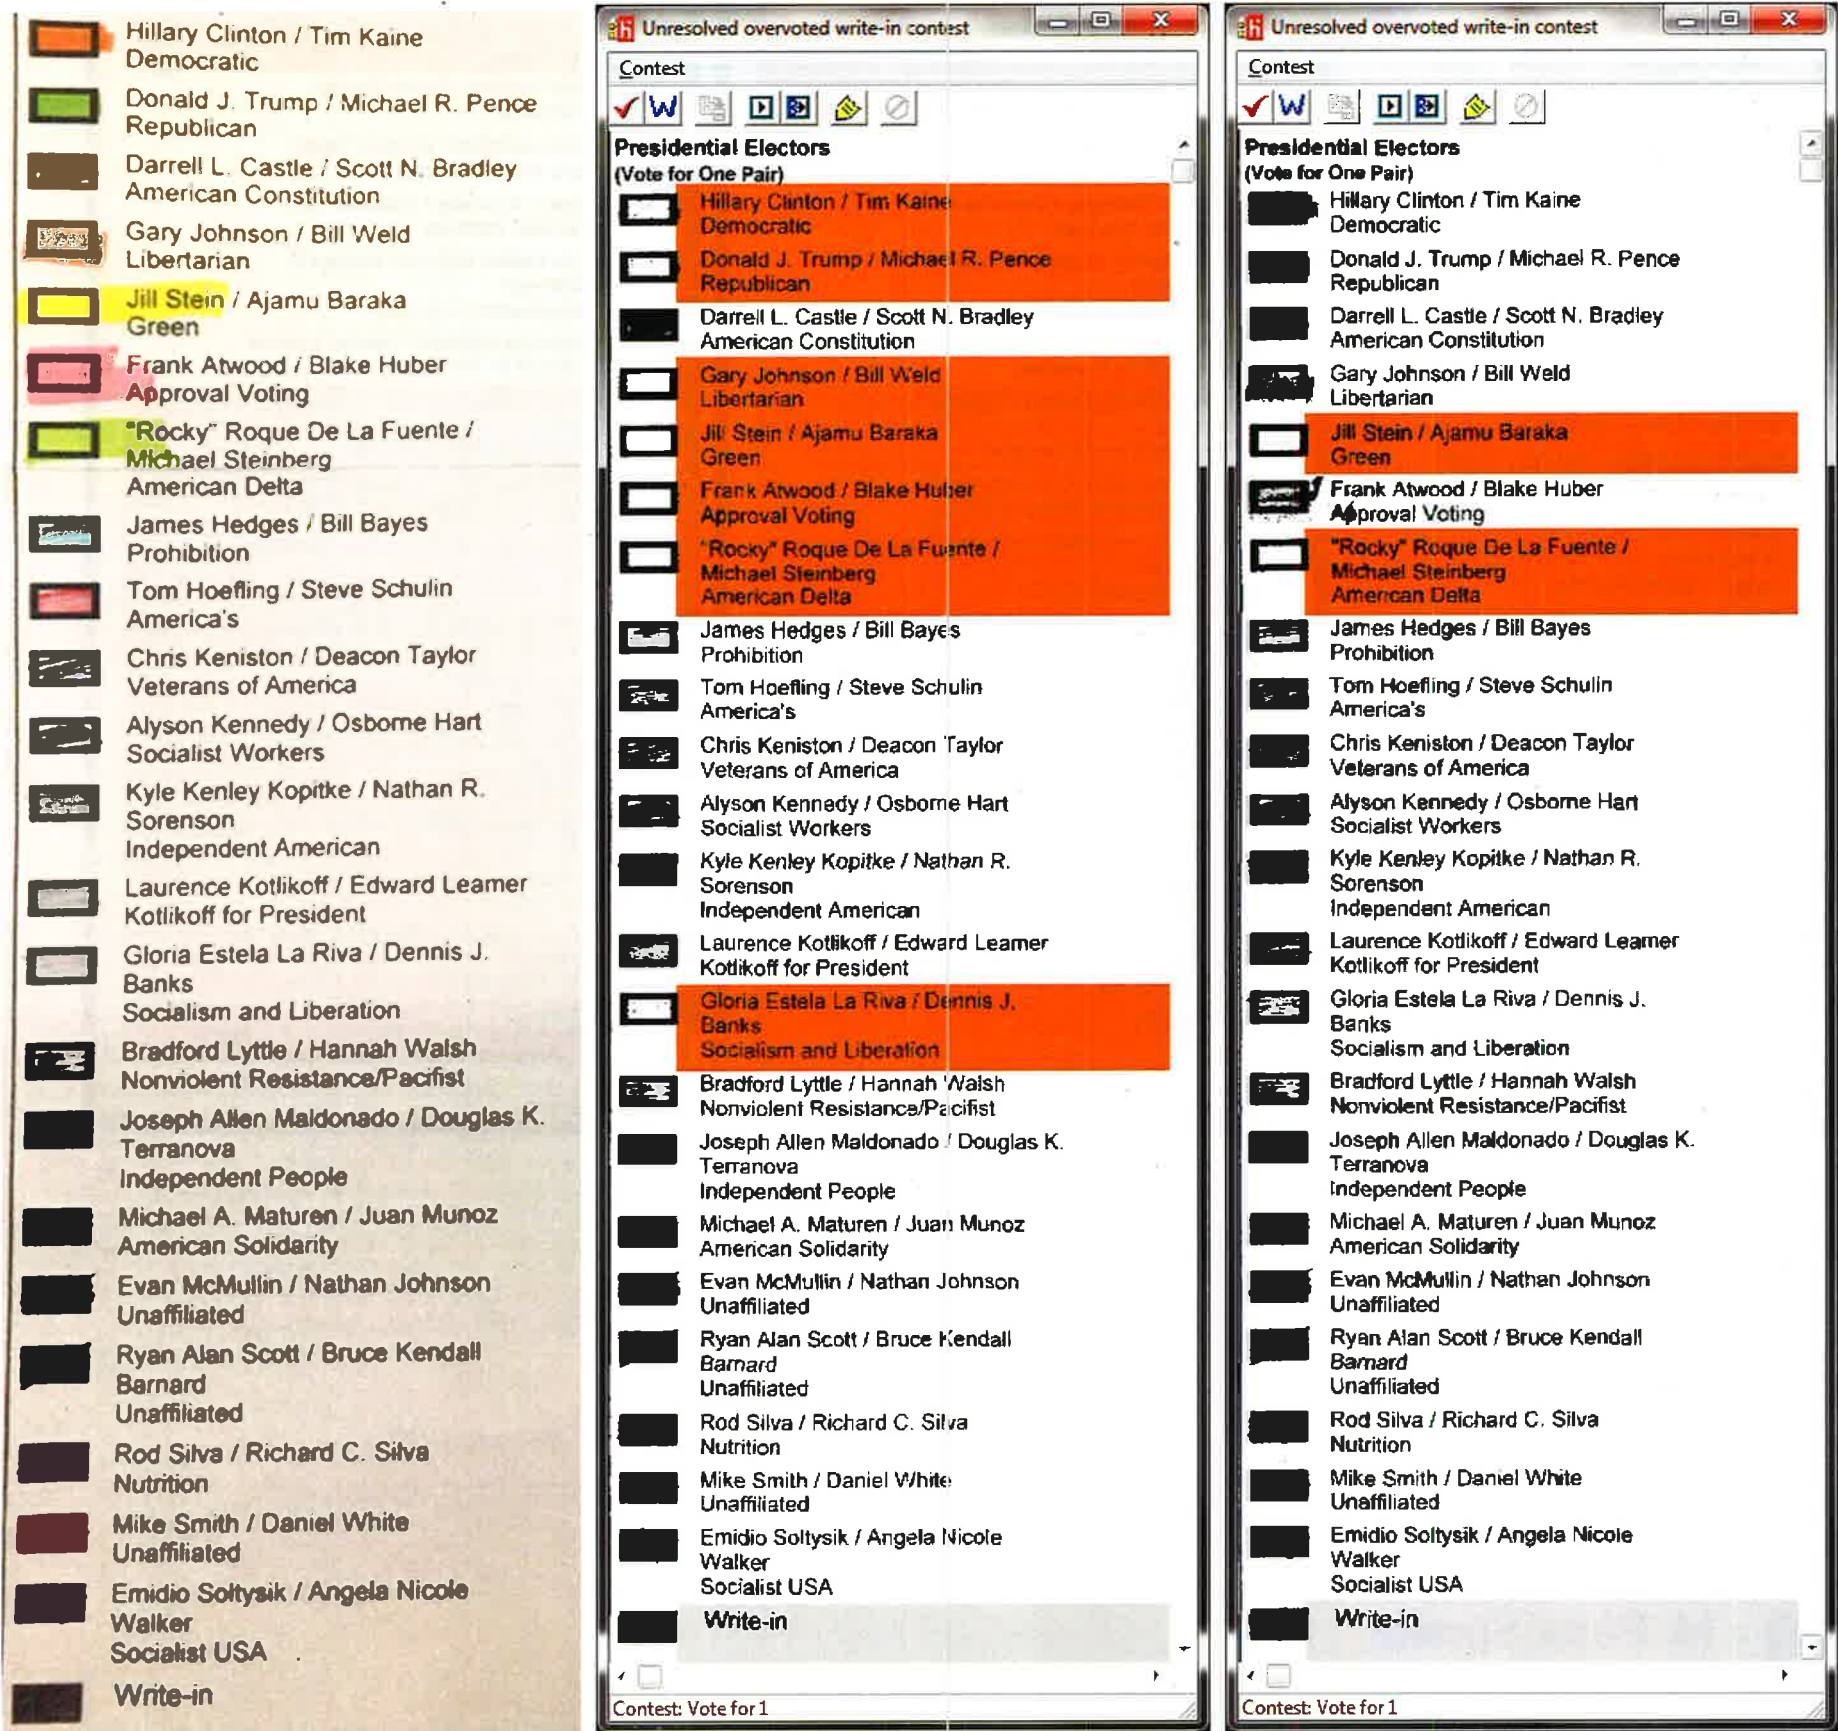 Hillary Clinton / Tim Kaine
Democratic
Donald J. Trump / Michael R. Pence
Republican
Darrell L. Castle / Scott N. Bradley
American Constitution
Gary Johnson / Bill Weld
Libertarian
Jill Stein / Ajamu Baraka
Green
Frank Atwood / Blake Huber
Approval Voting
"Rocky" Roque De La Fuente /
Michael Steinberg
American Delta
James Hedges / Bill Bayes
Prohibition
Tom Hoefling / Steve Schulin
America's
Chris Keniston / Deacon Taylor
Veterans of America
Alyson Kennedy / Osborne Hart
Socialist Workers
Kyle Kenley Kopitke / Nathan R.
Sorenson
Independent American
Laurence Kotlikoff / Edward Leamer
Kotlikoff for President
Gloria Estela La Riva / Dennis J.
Banks
Socialism and Liberation
Bradford Lyttle / Hannah Walsh
Nonviolent Resistance/Pacifist
Joseph Allen Maldonado / Douglas K.
Terranova
Independent People
Michael A. Maturen / Juan Munoz
American Solidarity
Evan McMullin / Nathan Johnson
Unaffiliated
Ryan Alan Scott / Bruce Kendall
Barnard
Unaffiliated
Rod Silva / Richard C. Silva
Nutrition
Mike Smith / Daniel White
Unaffiliated
Emidio Soltysik / Angela Nicole
Walker
Socialist USA
Write-in
Unresolved overvoted write-in contest
Contest
W
Presidential Electors
(Vote for One Pair)
Hillary Clinton / Tim Kaine
Democratic
Donald J. Trump / Michael R. Pence
Republican
Darrell L. Castle / Scott N. Bradley
American Constitution
Gary Johnson / Bill Weld
Libertarian
Jill Stein / Ajamu Baraka
Green
Frank Atwood / Blake Huber
Approval Voting
"Rocky" Roque De La Fuente /
Michael Steinberg
American Delta
James Hedges / Bill Bayes
Prohibition
Tom Hoefling / Steve Schulin
America's
Chris Keniston / Deacon Taylor
Veterans of America
Alyson Kennedy / Osborne Hart
Socialist Workers
Kyle Kenley Kopitke / Nathan R.
Sorenson
Independent American
Laurence Kotlikoff / Edward Leamer
Kotlikoff for President
Gloria Estela La Riva / Dennis J.
Banks
Socialism and Liberation
Bradford Lyttle / Hannah Walsh
Nonviolent Resistance/Pacifist
Joseph Allen Maldonado / Douglas K.
Terranova
Independent People
Michael A. Maturen / Juan Munoz
American Solidarity
Evan McMullin / Nathan Johnson
Unaffiliated
Ryan Alan Scott / Bruce Kendall
Barnard
Unaffiliated
Rod Silva / Richard C. Silva
Nutrition
Mike Smith / Daniel White
Unaffiliated
Emidio Soltysik / Angela Nicole
Walker
Socialist USA
Write-in
Contest: Vote for 1
Unresolved overvoted write-in contest
Contest
W
Presidential Electors
(Vote for One Pair)
Hillary Clinton / Tim Kaine
Democratic
Donald J. Trump / Michael R. Pence
Republican
Darrell L. Castle / Scott N. Bradley
American Constitution
Gary Johnson / Bill Weld
Libertarian
Jill Stein / Ajamu Baraka
Green
Frank Atwood / Blake Huber
Approval Voting
"Rocky" Roque De La Fuente /
Michael Steinberg
American Delta
James Hedges / Bill Bayes
Prohibition
Tom Hoefling / Steve Schulin
America's
Chris Keniston / Deacon Taylor
Veterans of America
Alyson Kennedy / Osborne Hart
Socialist Workers
Kyle Kenley Kopitke / Nathan R.
Sorenson
Independent American
Laurence Kotlikoff / Edward Leamer
Kotlikoff for President
Gloria Estela La Riva / Dennis J.
Banks
Socialism and Liberation
Bradford Lyttle / Hannah Walsh
Nonviolent Resistance/Pacifist
Joseph Allen Maldonado / Douglas K.
Terranova
Independent People
Michael A. Maturen / Juan Munoz
American Solidarity
Evan McMullin / Nathan Johnson
Unaffiliated
Ryan Alan Scott / Bruce Kendall
Barnard
Unaffiliated
Rod Silva / Richard C. Silva
Nutrition
Mike Smith / Daniel White
Unaffiliated
Emidio Soltysik / Angela Nicole
Walker
Socialist USA
Write-in
Contest: Vote for 1